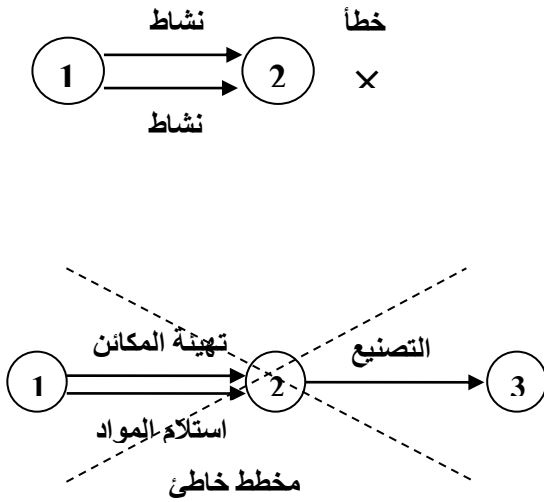 نشاط خطأ
1 2 ×
نشاط
تهيئة المكائن التصنيع
1 2 3
استلام المواد
مخطط خاطئ